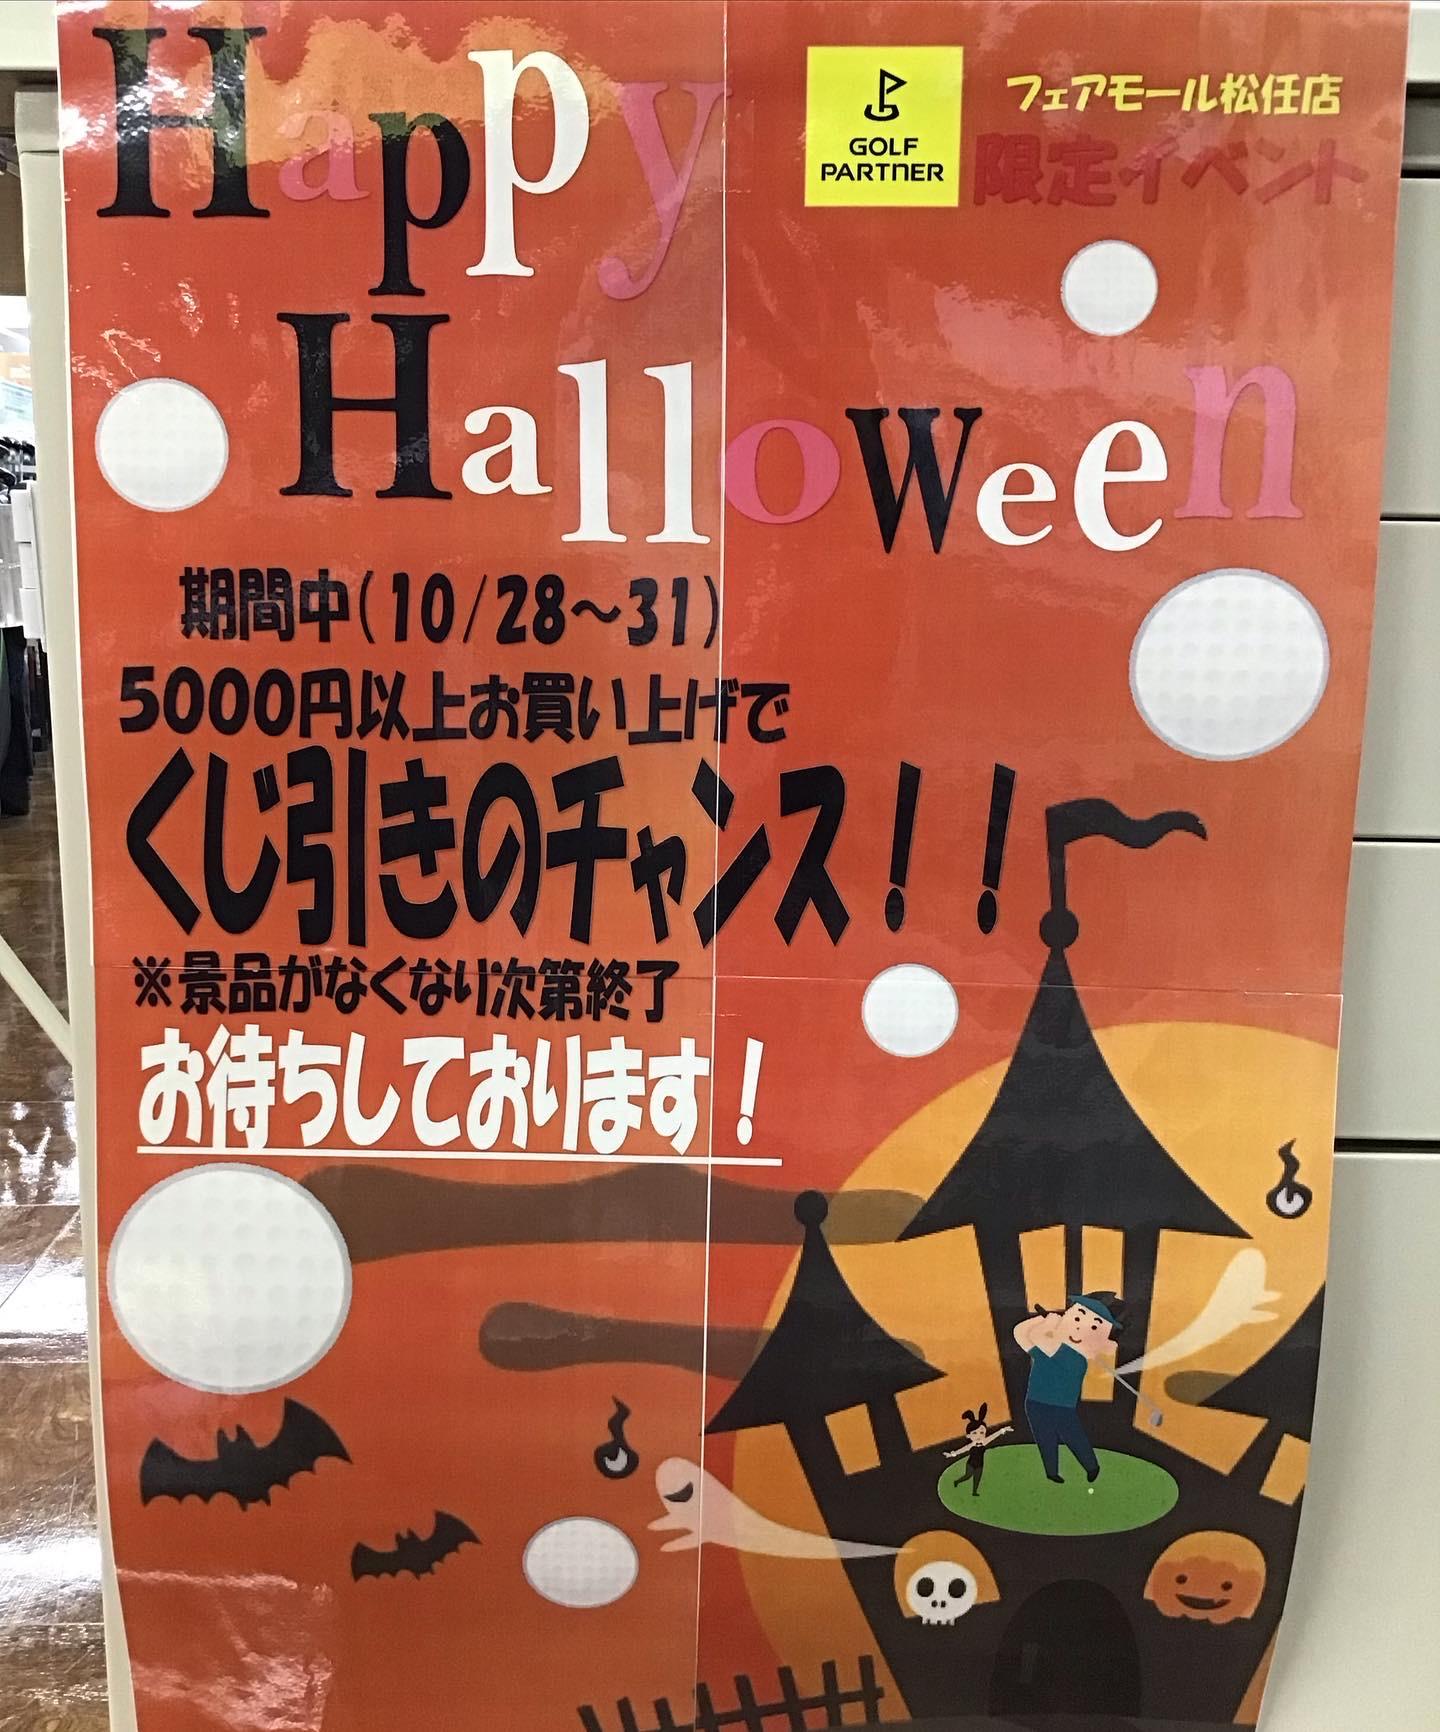 Happy
GOLF
PARTNER
フェアモール松任店
限定イベント
Halloween
期間中(10/28～31)
5000円以上お買い上げで
くじ引きのチャンス！！
※景品がなくなり次第終了
お待ちしております！